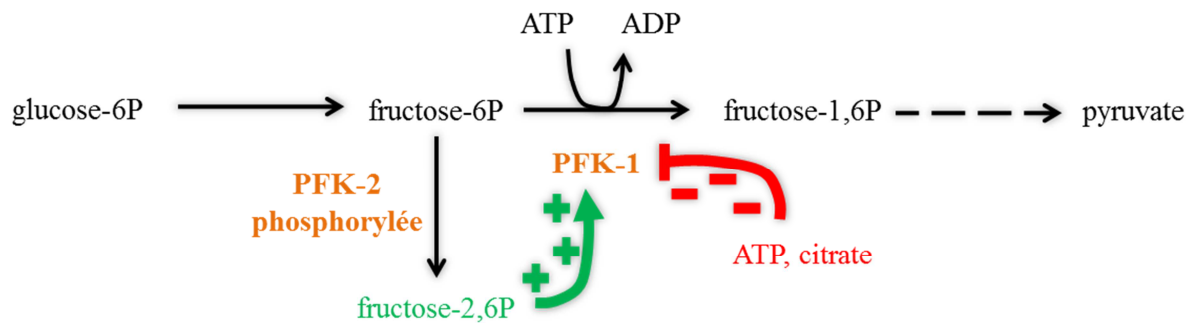 ATP ADP
glucose-6P fructose-6P fructose-1,6P pyruvate
PFK-1
PFK-2
phosphorylée
ATP, citrate
fructose-2,6P